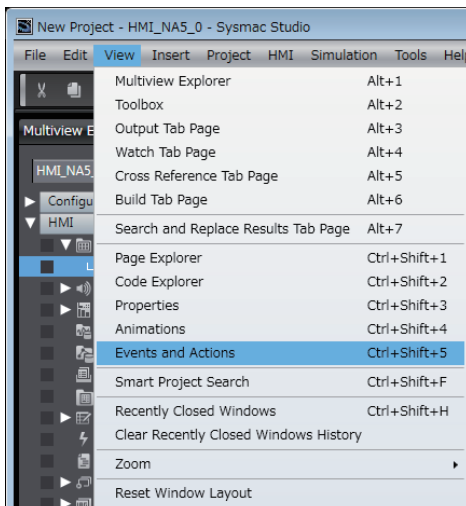 New Project - HMI_NA5_0 - Sysmac Studio
File Edit View Insert Project HMI Simulation Tools
Multiview
HMI_NA5_
HMI
Multiview Explorer Alt+1
Toolbox Alt+2
Output Tab Page Alt+3
Watch Tab Page Alt+4
Cross Reference Tab Page Alt+5
Build Tab Page Alt+6
Search and Replace Results Tab Page Alt+7
Page Explorer Ctrl+Shift+1
Code Explorer Ctrl+Shift+2
Properties Ctrl+Shift+3
Animations Ctrl+Shift+4
Events and Actions Ctrl+Shift+5
Smart Project Search Ctrl+Shift+F
Recently Closed Windows Ctrl+Shift+H
Clear Recently Closed Windows History
Zoom
Reset Window Layout